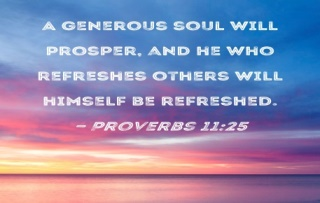 A GENEROUS SOUL WILL
PROSPER, AND HE WHO
REFRESHES OTHERS WILL
HIMSELF BE REFRESHED.
– PROVERBS 11:25